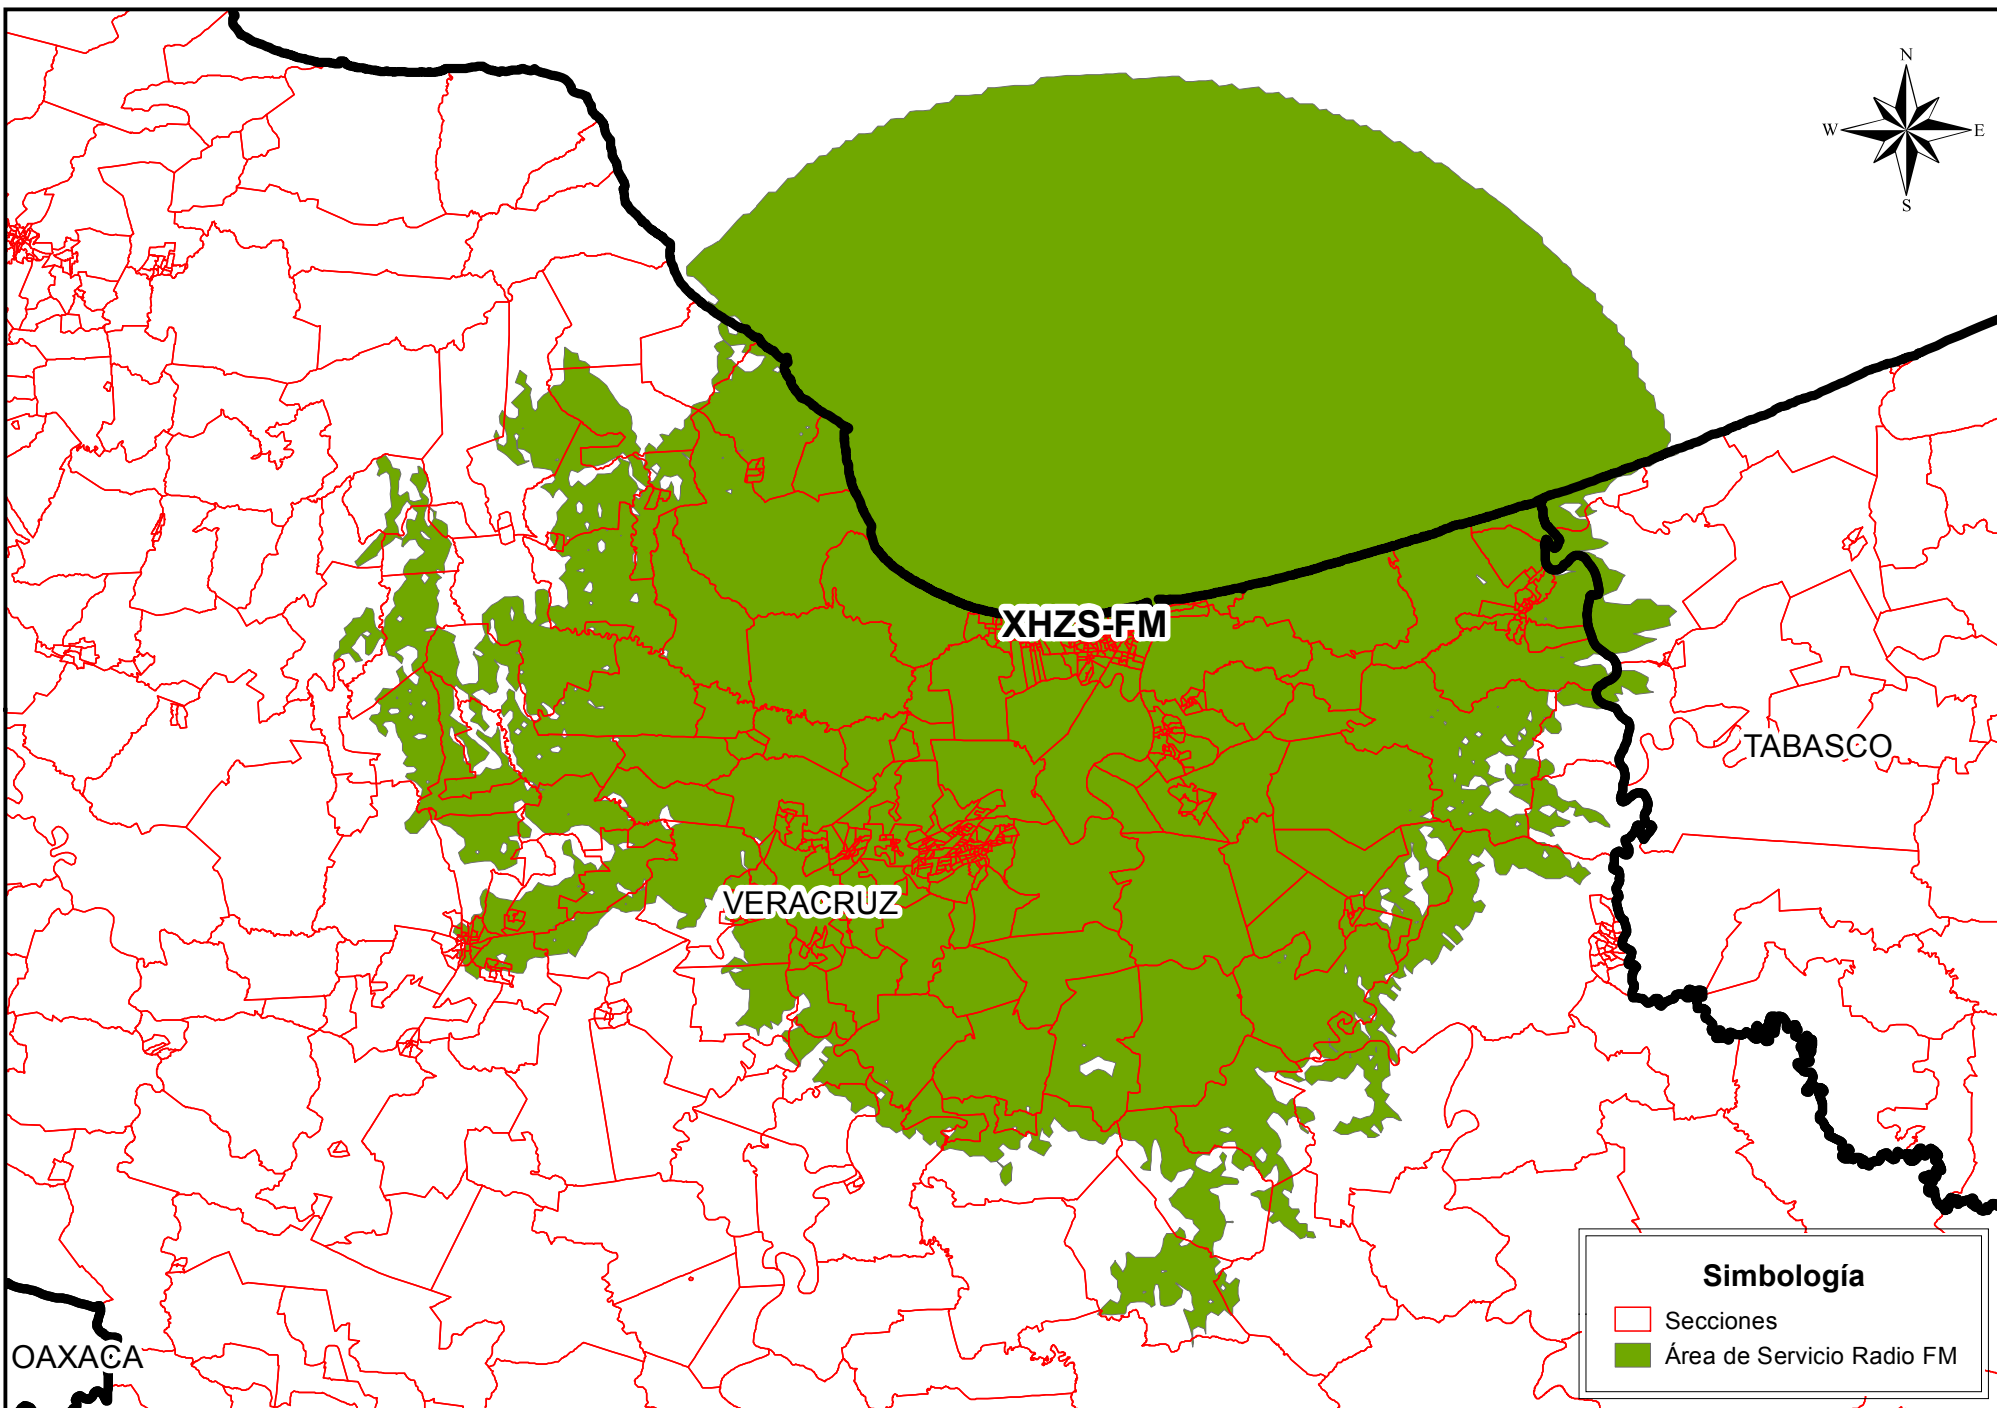 N
W E
S
XHZS-FM
TABASCO
VERACRUZ
OAXACA
Simbología
Secciones
Área de Servicio Radio FM